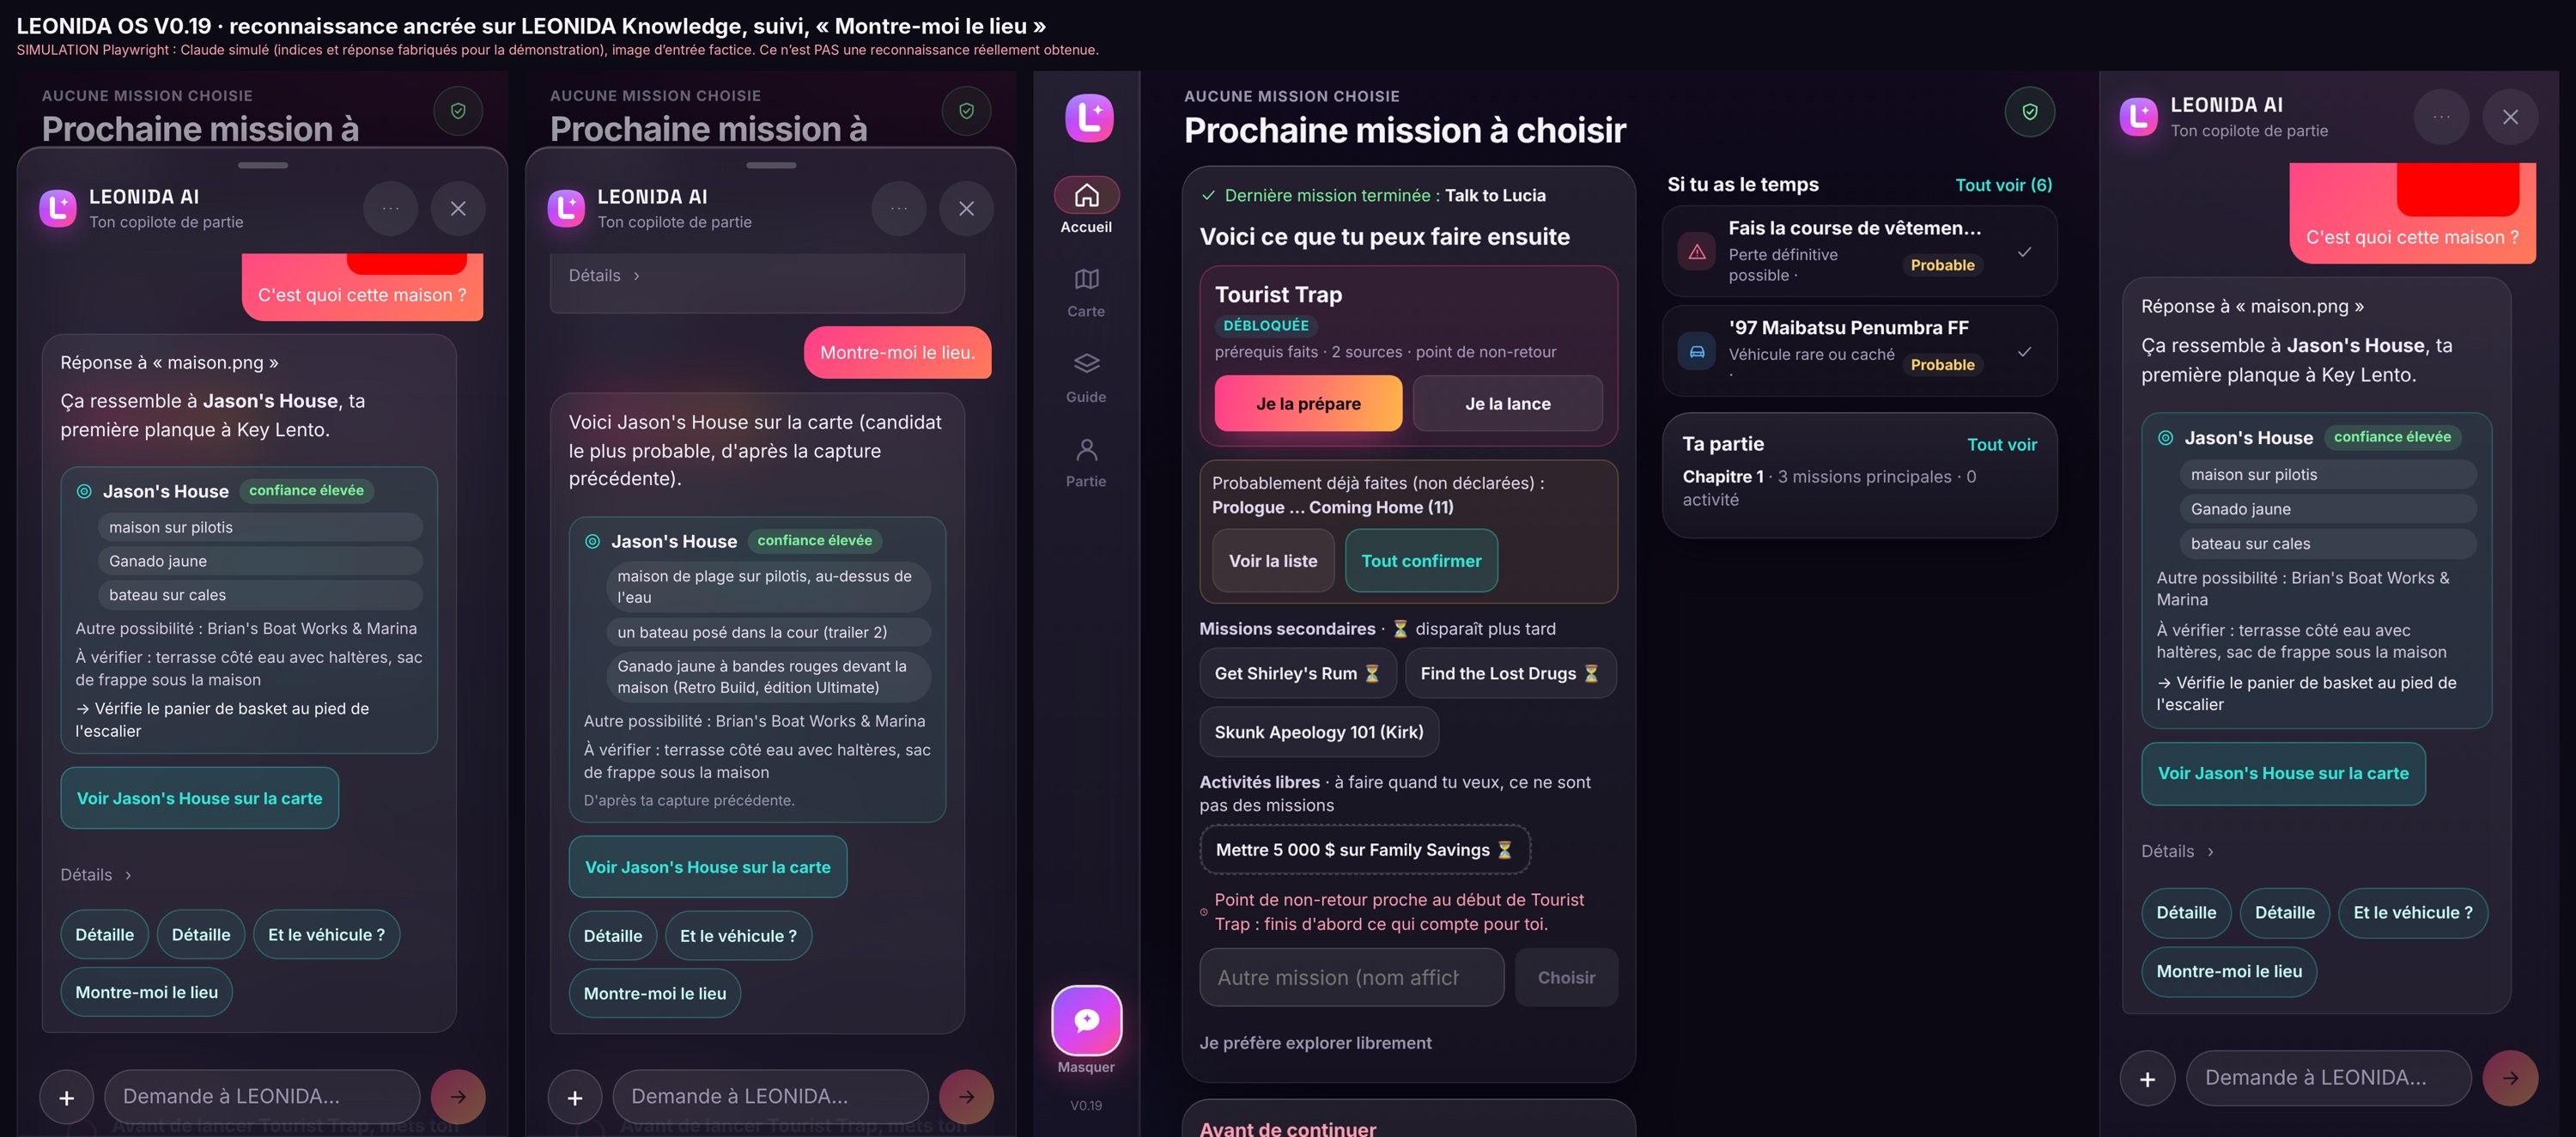 LEONIDA OS V0.19 · reconnaissance ancrée sur LEONIDA Knowledge, suivi, « Montre-moi le lieu »
SIMULATION Playwright : Claude simulé (indices et réponse fabriqués pour la démonstration), image d'entrée factice. Ce n'est PAS une reconnaissance réellement obtenue.
AUCUNE MISSION CHOISIE
Prochaine mission à
LEONIDA AI
Ton copilote de partie
C'est quoi cette maison ?
Réponse à « maison.png »
Ça ressemble à Jason's House, ta
première planque à Key Lento.
Jason's House confiance élevée
maison sur pilotis
Ganado jaune
bateau sur cales
Autre possibilité : Brian's Boat Works & Marina
À vérifier : terrasse côté eau avec haltères, sac
de frappe sous la maison
→ Vérifie le panier de basket au pied de
l'escalier
Voir Jason's House sur la carte
Détails ›
Détaille
Détaille
Et le véhicule ?
Montre-moi le lieu
+ Demande à LEONIDA... →
Avant de lancer Tourist Trap, mets ton
AUCUNE MISSION CHOISIE
Prochaine mission à
LEONIDA AI
Ton copilote de partie
Détails ›
Montre-moi le lieu.
Voici Jason's House sur la carte (candidat
le plus probable, d'après la capture
précédente).
Jason's House confiance élevée
maison de plage sur pilotis, au-dessus de
l'eau
un bateau posé dans la cour (trailer 2)
Ganado jaune à bandes rouges devant la
maison (Retro Build, édition Ultimate)
Autre possibilité : Brian's Boat Works & Marina
À vérifier : terrasse côté eau avec haltères, sac
de frappe sous la maison
D'après ta capture précédente.
Voir Jason's House sur la carte
Détaille
Et le véhicule ?
Montre-moi le lieu
+ Demande à LEONIDA... →
Avant de lancer Tourist Trap, mets ton
L
Accueil
Carte
Guide
Partie
Masquer
V0.19
AUCUNE MISSION CHOISIE
Prochaine mission à choisir
Dernière mission terminée : Talk to Lucia
Voici ce que tu peux faire ensuite
Tourist Trap
DÉBLOQUÉE
prérequis faits · 2 sources · point de non-retour
Je la prépare
Je la lance
Probablement déjà faites (non déclarées) :
Prologue ... Coming Home (11)
Voir la liste
Tout confirmer
Missions secondaires · ⏳ disparaît plus tard
Get Shirley's Rum ⏳
Find the Lost Drugs ⏳
Skunk Apeology 101 (Kirk)
Activités libres · à faire quand tu veux, ce ne sont
pas des missions
Mettre 5 000 $ sur Family Savings ⏳
Point de non-retour proche au début de Tourist
Trap : finis d'abord ce qui compte pour toi.
Autre mission (nom affich
Choisir
Je préfère explorer librement
Avant de continuer
Si tu as le temps
Tout voir (6)
Fais la course de vêtemen...
Perte définitive
possible ·
Probable
'97 Maibatsu Penumbra FF
Véhicule rare ou caché
·
Probable
Ta partie
Tout voir
Chapitre 1 · 3 missions principales · 0
activité
LEONIDA AI
Ton copilote de partie
C'est quoi cette maison ?
Réponse à « maison.png »
Ça ressemble à Jason's House, ta
première planque à Key Lento.
Jason's House confiance élevée
maison sur pilotis
Ganado jaune
bateau sur cales
Autre possibilité : Brian's Boat Works &
Marina
À vérifier : terrasse côté eau avec
haltères, sac de frappe sous la maison
→ Vérifie le panier de basket au pied de
l'escalier
Voir Jason's House sur la carte
Détails ›
Détaille
Détaille
Et le véhicule ?
Montre-moi le lieu
+ Demande à LEONIDA... →